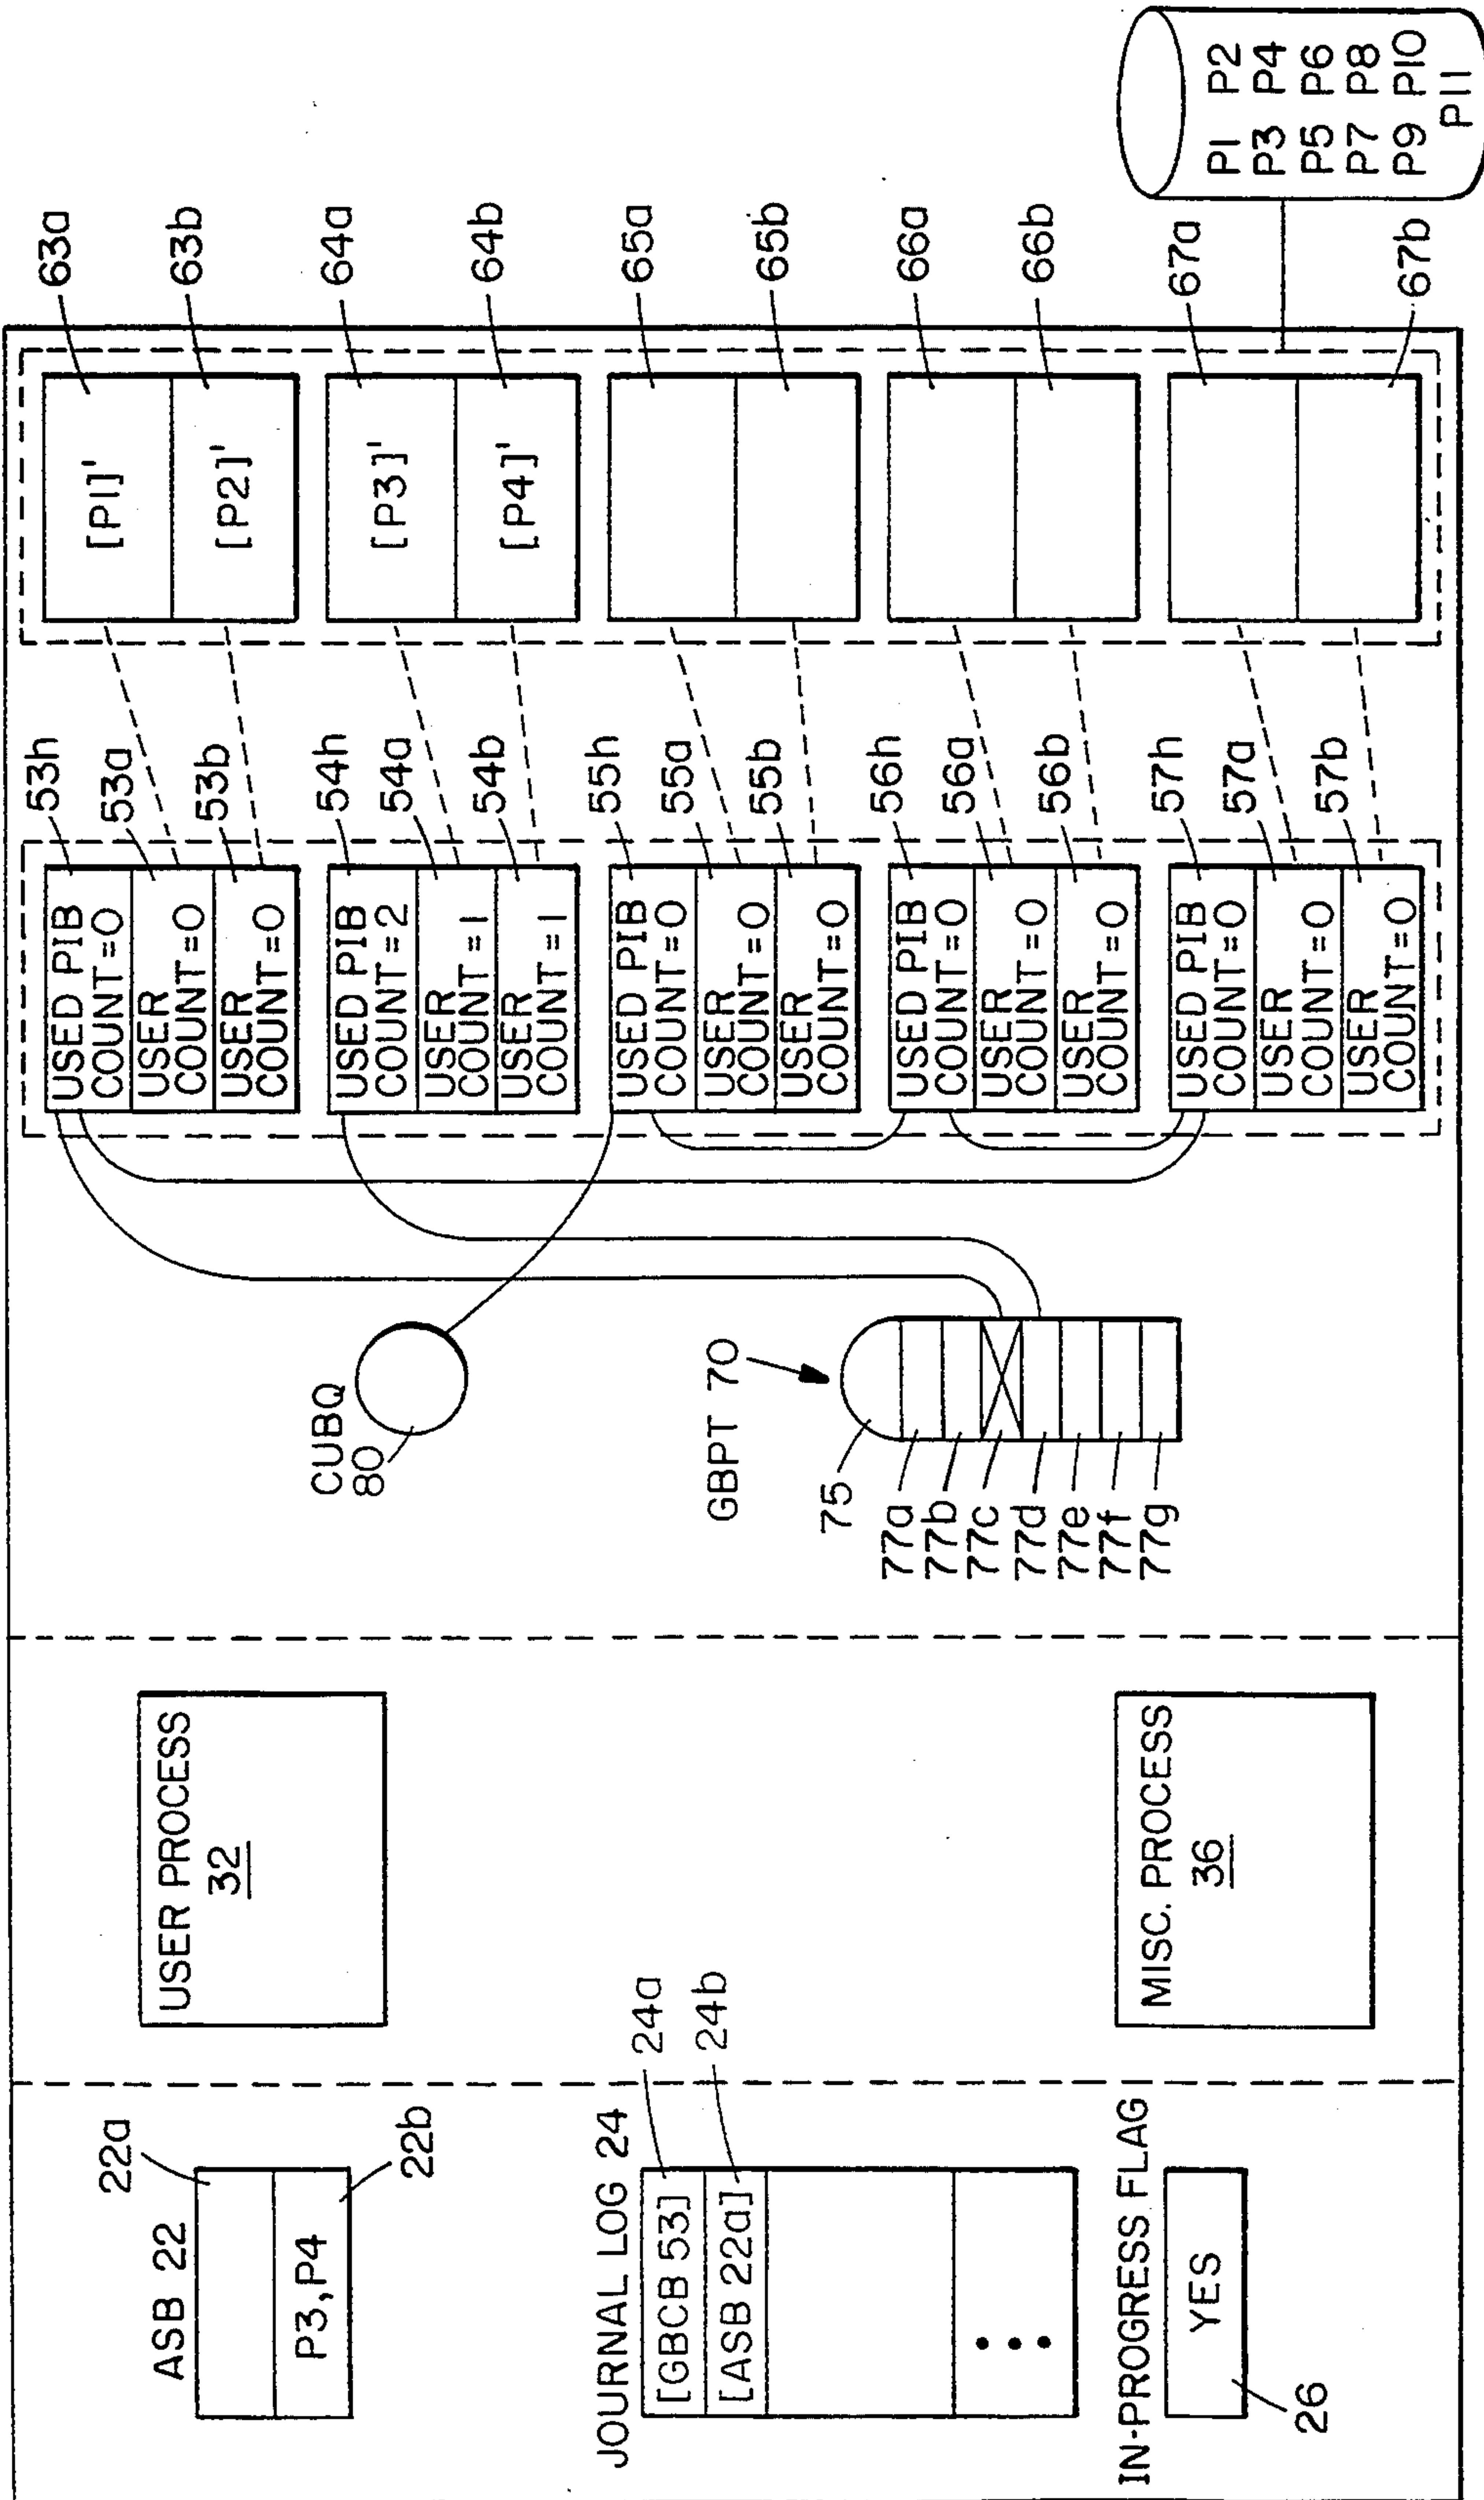 ASB 22
22a
P3,P4
22b
JOURNAL LOG 24
24a
[GBCB 53]
24b
[ASB 22a]
IN-PROGRESS FLAG
YES
26
USER PROCESS
32
MISC. PROCESS
36
CUBQ
80
GBPT 70
75
77a
77b
77c
77d
77e
77f
77g
53h
USED PIB
COUNT=0
53a
USER
COUNT=0
53b
USER
COUNT=0
54h
USED PIB
COUNT=2
54a
USER
COUNT=1
54b
USER
COUNT=1
55h
USED PIB
COUNT=0
55a
USER
COUNT=0
55b
USER
COUNT=0
56h
USED PIB
COUNT=0
56a
USER
COUNT=0
56b
USER
COUNT=0
57h
USED PIB
COUNT=0
57a
USER
COUNT=0
57b
USER
COUNT=0
63a
[P1]'
63b
[P2]'
64a
[P3]'
64b
[P4]'
65a
65b
66a
66b
67a
67b
P1 P2
P3 P4
P5 P6
P7 P8
P9 P10
P11